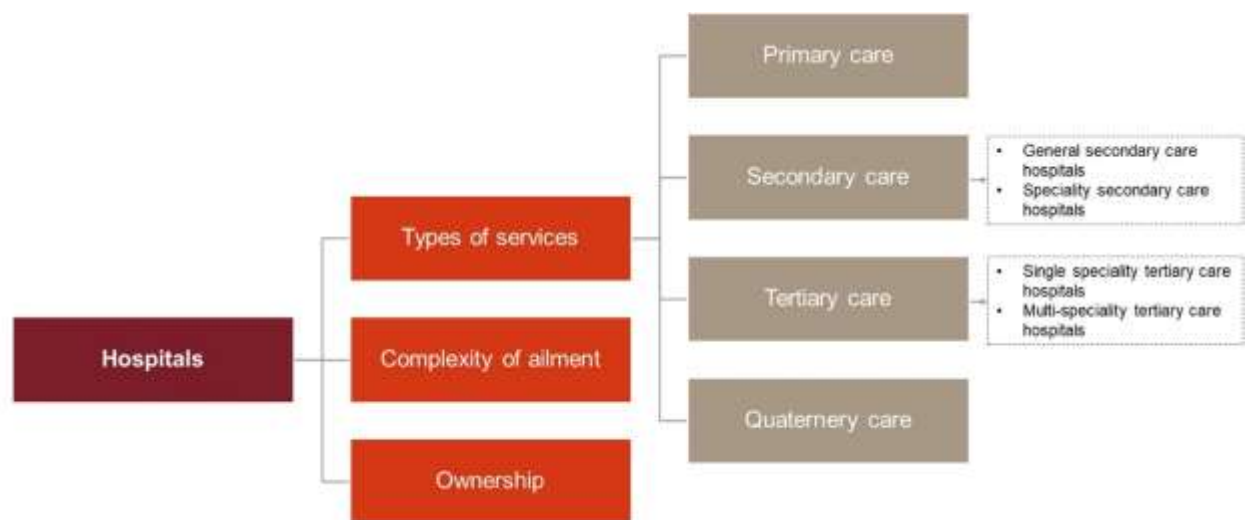 Hospitals
Types of services
Complexity of ailment
Ownership
Primary care
Secondary care
Tertiary care
Quaternery care
• General secondary care
hospitals
• Speciality secondary care
hospitals
• Single speciality tertiary care
hospitals
• Multi-speciality tertiary care
hospitals